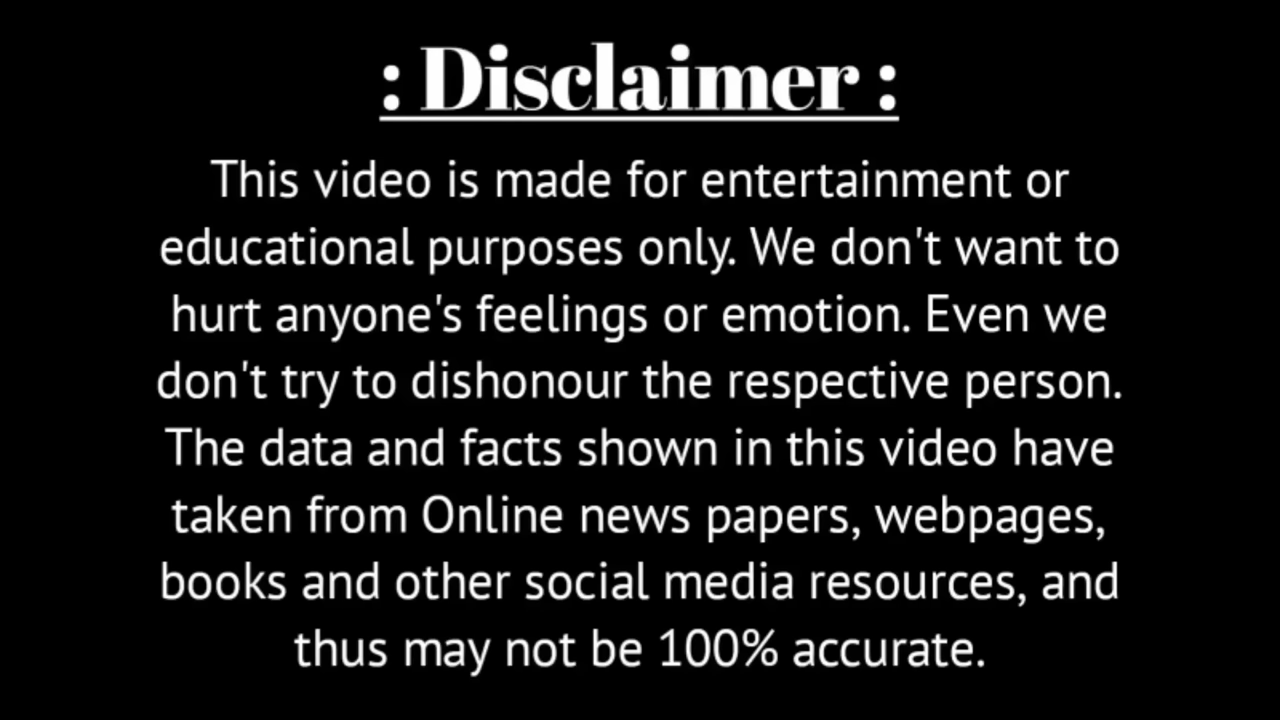 : Disclaimer :
This video is made for entertainment or
educational purposes only. We don't want to
hurt anyone's feelings or emotion. Even we
don't try to dishonour the respective person.
The data and facts shown in this video have
taken from Online news papers, webpages,
books and other social media resources, and
thus may not be 100% accurate.